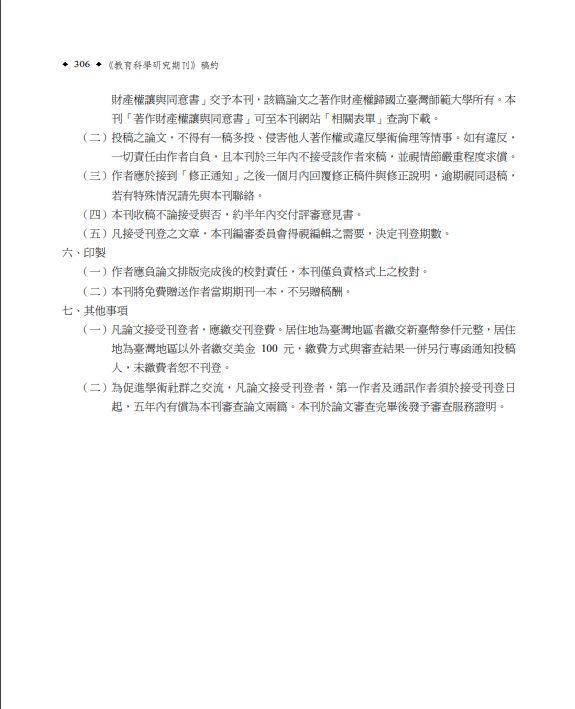 ◆ 306 ◆《教育科學研究期刊》稿約
財產權讓與同意書」交予本刊，該篇論文之著作財產權歸國立臺灣師範大學所有。本
刊「著作財產權讓與同意書」可至本刊網站「相關表單」查詢下載。
（二）投稿之論文，不得有一稿多投、侵害他人著作權或違反學術倫理等情事。如有違反，
一切責任由作者自負，且本刊於三年內不接受該作者來稿，並視情節嚴重程度求償。
（三）作者應於接到「修正通知」之後一個月內回覆修正稿件與修正說明，逾期視同退稿，
若有特殊情況請先與本刊聯絡。
（四）本刊收稿不論接受與否，約半年內交付評審意見書。
（五）凡接受刊登之文章，本刊編審委員會得視編輯之需要，決定刊登期數。
六、印製
（一）作者應負論文排版完成後的校對責任，本刊僅負責格式上之校對。
（二）本刊將免費贈送作者當期期刊一本，不另贈稿酬。
七、其他事項
（一）凡論文接受刊登者，應繳交刊登費。居住地為臺灣地區者繳交新臺幣參仟元整，居住
地為臺灣地區以外者繳交美金 100 元，繳費方式與審查結果一併另行專函通知投稿
人，未繳費者恕不刊登。
（二）為促進學術社群之交流，凡論文接受刊登者，第一作者及通訊作者須於接受刊登日
起，五年內有償為本刊審查論文兩篇。本刊於論文審查完畢後發予審查服務證明。